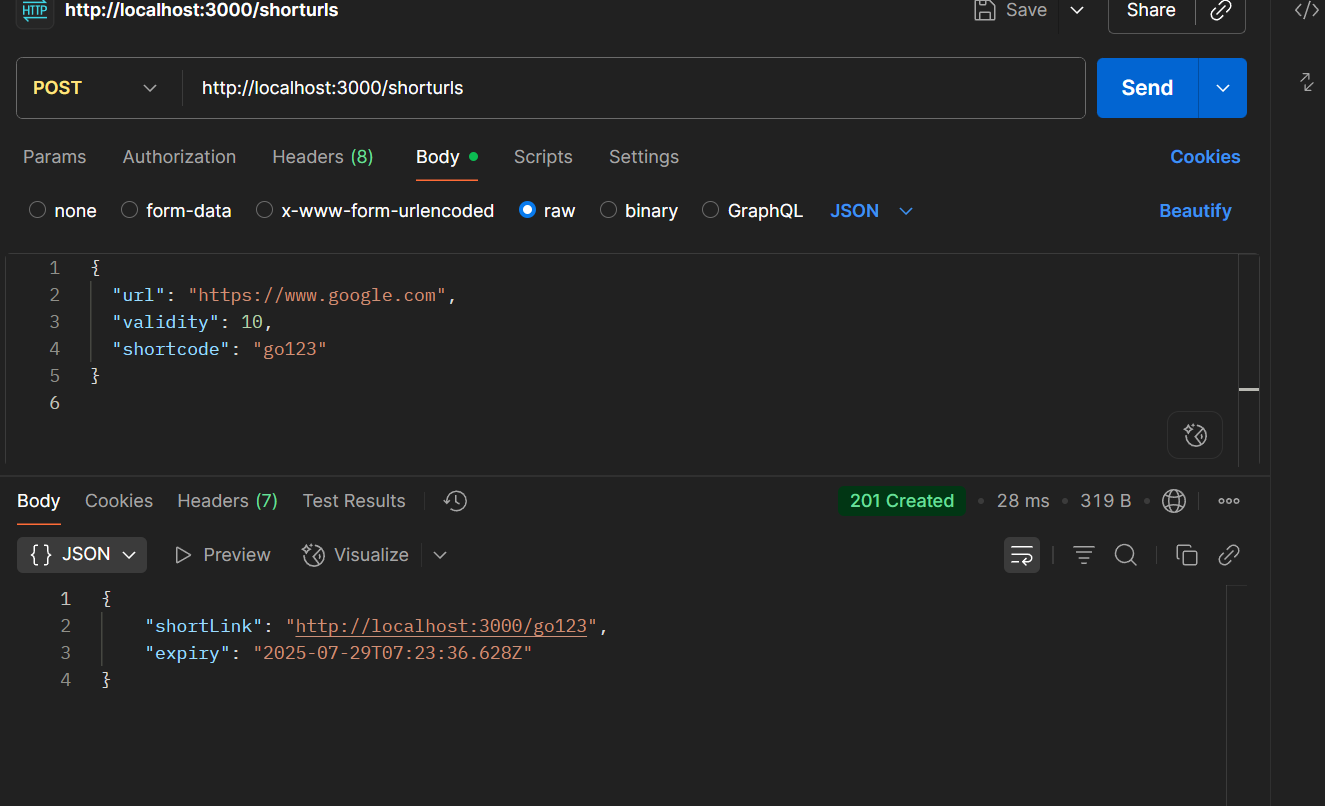 HTTP http://localhost:3000/shorturls Save Share </>
POST http://localhost:3000/shorturls Send
Params Authorization Headers (8) Body Scripts Settings Cookies
none form-data x-www-form-urlencoded raw binary GraphQL JSON Beautify
1 {
2 "url": "https://www.google.com",
3 "validity": 10,
4 "shortcode": "go123"
5 }
6
Body Cookies Headers (7) Test Results 201 Created • 28 ms • 319 B •
{} JSON Preview Visualize
1 {
2 "shortLink": "http://localhost:3000/go123",
3 "expiry": "2025-07-29T07:23:36.628Z"
4 }